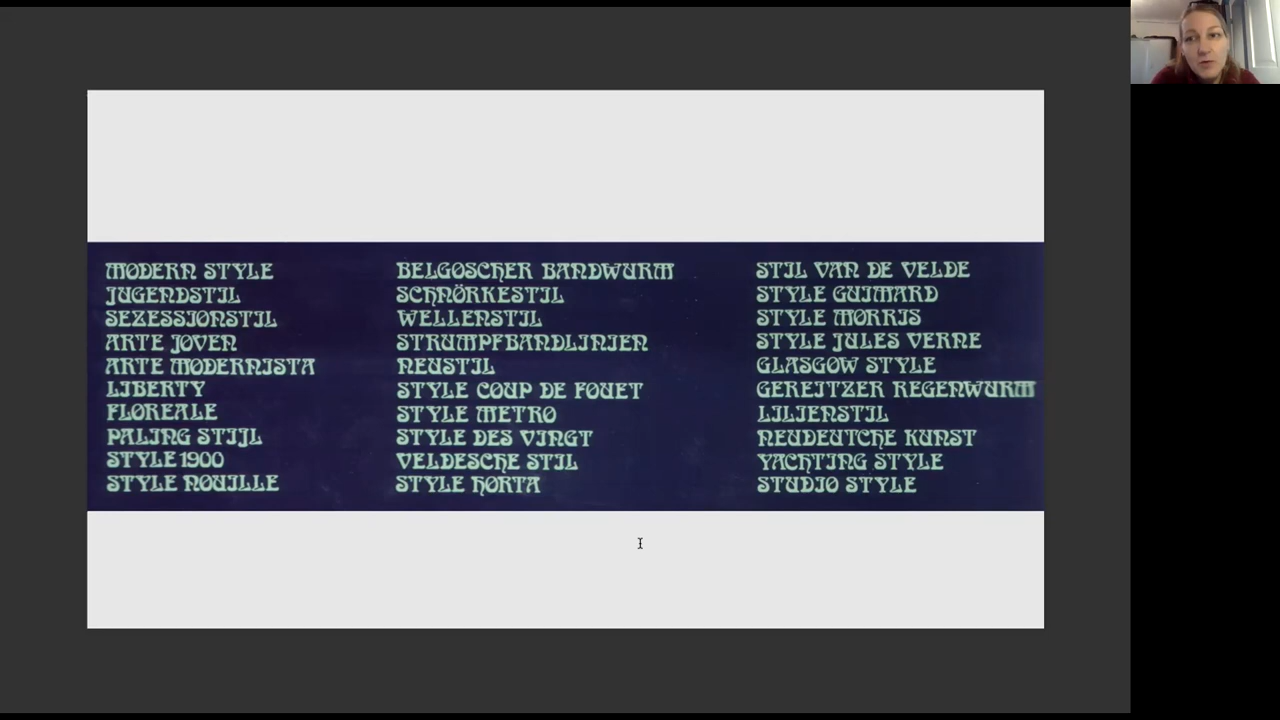 MODERN STYLE
JUGENDSTIL
SEZESSIONSTIL
ARTE JOVEN
ARTE MODERNISTA
LIBERTY
FLOREALE
PALING STIJL
STYLE 1900
STYLE NOUILLE
BELGOSCHER BANDWURM
SCHNÖRKESTIL
WELLENSTIL
STRUMPFBANDLINIEN
NEUSTIL
STYLE COUP DE FOUET
STYLE METRO
STYLE DES VINGT
VELDESCHE STIL
STYLE HORTA
STIL VAN DE VELDE
STYLE GUIMARD
STYLE MORRIS
STYLE JULES VERNE
GLASGOW STYLE
GEREITZER REGENWURM
LILIENSTIL
NEUDEUTCHE KUNST
YACHTING STYLE
STUDIO STYLE